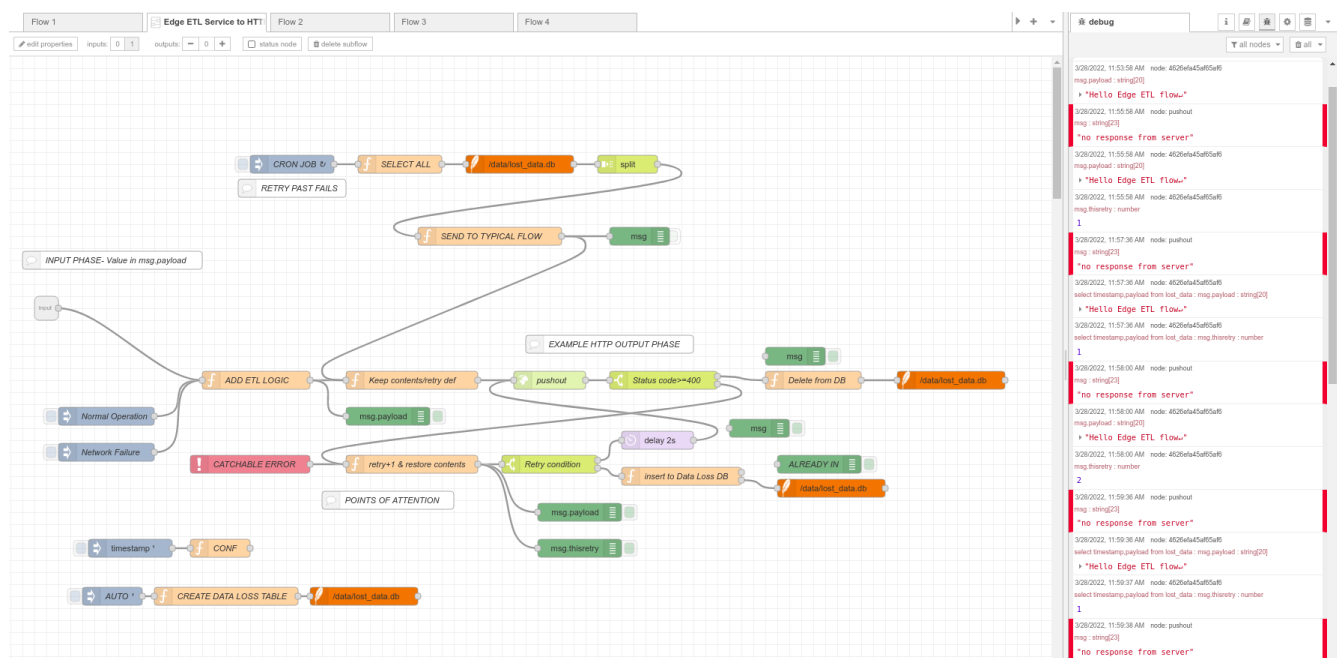 Flow 1
Edge ETL Service to HTT
Flow 2
Flow 3
Flow 4
debug
edit properties
inputs: 0 1
outputs: 0
status node
delete subflow
all nodes
all
CRON JOB ↻
SELECT ALL
/data/lost_data.db
split
RETRY PAST FAILS
SEND TO TYPICAL FLOW
msg
INPUT PHASE- Value in msg.payload
input
EXAMPLE HTTP OUTPUT PHASE
msg
ADD ETL LOGIC
Keep contents/retry def
pushout
Status code>=400
Delete from DB
/data/lost_data.db
Normal Operation
msg.payload
msg
Network Failure
delay 2s
CATCHABLE ERROR
retry+1 & restore contents
Retry condition
ALREADY IN
insert to Data Loss DB
/data/lost_data.db
POINTS OF ATTENTION
msg.payload
timestamp ¹
CONF
msg.thisretry
AUTO ¹
CREATE DATA LOSS TABLE
/data/lost_data.db
3/28/2022, 11:53:58 AM node: 4626efa45af65af6
msg.payload : string[20]
"Hello Edge ETL flow↵"
3/28/2022, 11:55:58 AM node: pushout
msg : string[23]
"no response from server"
3/28/2022, 11:55:58 AM node: 4626efa45af65af6
msg.payload : string[20]
"Hello Edge ETL flow↵"
3/28/2022, 11:55:58 AM node: 4626efa45af65af6
msg.thisretry : number
1
3/28/2022, 11:57:36 AM node: pushout
msg : string[23]
"no response from server"
3/28/2022, 11:57:36 AM node: 4626efa45af65af6
select timestamp,payload from lost_data : msg.payload : string[20]
"Hello Edge ETL flow↵"
3/28/2022, 11:57:36 AM node: 4626efa45af65af6
select timestamp,payload from lost_data : msg.thisretry : number
1
3/28/2022, 11:58:00 AM node: pushout
msg : string[23]
"no response from server"
3/28/2022, 11:58:00 AM node: 4626efa45af65af6
msg.payload : string[20]
"Hello Edge ETL flow↵"
3/28/2022, 11:58:00 AM node: 4626efa45af65af6
msg.thisretry : number
2
3/28/2022, 11:59:36 AM node: pushout
msg : string[23]
"no response from server"
3/28/2022, 11:59:36 AM node: 4626efa45af65af6
select timestamp,payload from lost_data : msg.payload : string[20]
"Hello Edge ETL flow↵"
3/28/2022, 11:59:37 AM node: 4626efa45af65af6
select timestamp,payload from lost_data : msg.thisretry : number
1
3/28/2022, 11:59:38 AM node: pushout
msg : string[23]
"no response from server"